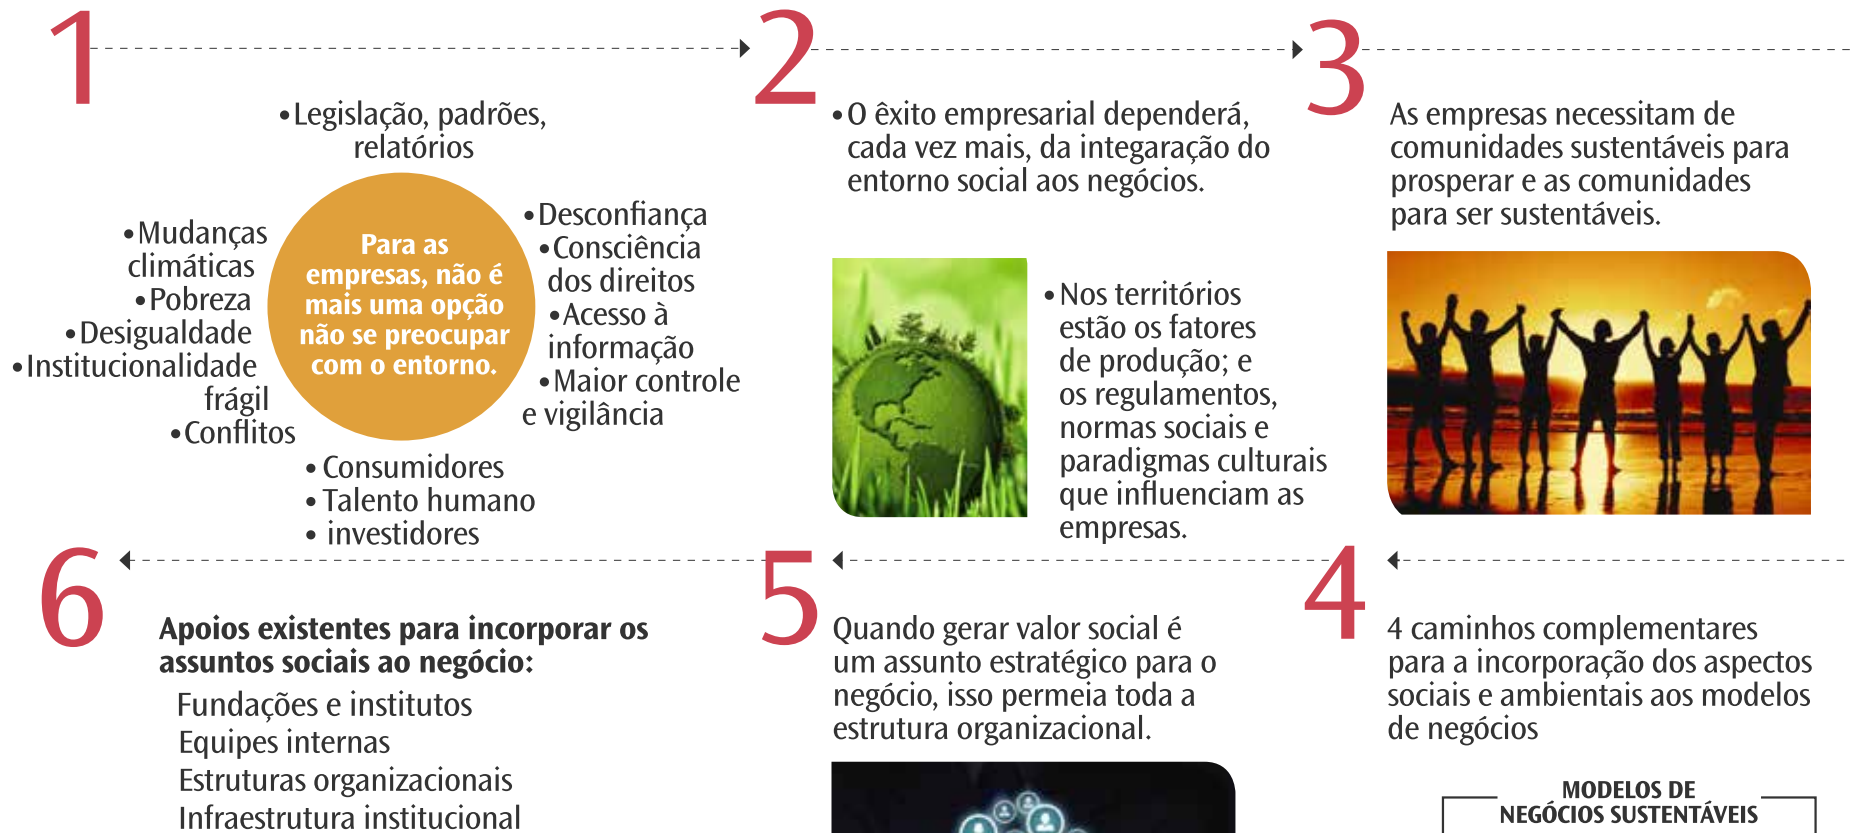 1
•Legislação, padrões,
relatórios
•Mudanças
climáticas
•Pobreza
•Desigualdade
•Institucionalidade
frágil
•Conflitos
Para as
empresas, não é
mais uma opção
não se preocupar
com o entorno.
•Desconfiança
•Consciência
dos direitos
•Acesso à
informação
•Maior controle
e vigilância
• Consumidores
• Talento humano
• investidores
2
•O êxito empresarial dependerá,
cada vez mais, da integaração do
entorno social aos negócios.
•Nos territórios
estão os fatores
de produção; e
os regulamentos,
normas sociais e
paradigmas culturais
que influenciam as
empresas.
3
As empresas necessitam de
comunidades sustentáveis para
prosperar e as comunidades
para ser sustentáveis.
4
4 caminhos complementares
para a incorporação dos aspectos
sociais e ambientais aos modelos
de negócios
MODELOS DE
NEGÓCIOS SUSTENTÁVEIS
5
Quando gerar valor social é
um assunto estratégico para o
negócio, isso permeia toda a
estrutura organizacional.
6
Apoios existentes para incorporar os
assuntos sociais ao negócio:
Fundações e institutos
Equipes internas
Estruturas organizacionais
Infraestrutura institucional